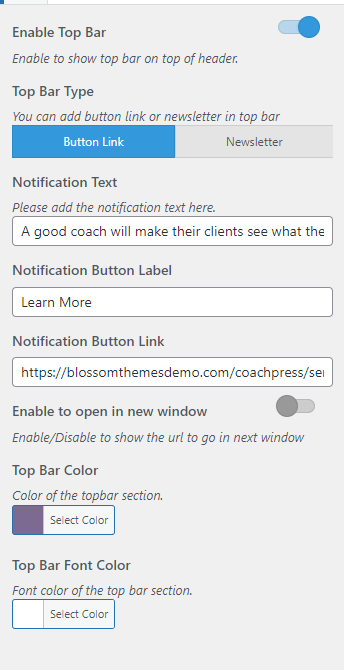 Enable Top Bar
Enable to show top bar on top of header.
Top Bar Type
You can add button link or newsletter in top bar
Button Link
Newsletter
Notification Text
Please add the notification text here.
A good coach will make their clients see what the
Notification Button Label
Learn More
Notification Button Link
https://blossomthemesdemo.com/coachpress/ser
Enable to open in new window
Enable/Disable to show the url to go in next window
Top Bar Color
Color of the topbar section.
Select Color
Top Bar Font Color
Font color of the top bar section.
Select Color